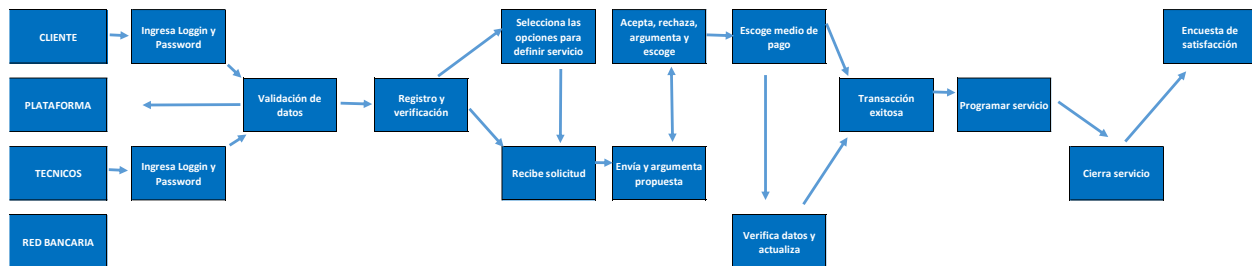 CLIENTE
Ingresa Loggin y
Password
Selecciona las
opciones para
definir servicio
Acepta, rechaza,
argumenta y
escoge
Escoge medio de
pago
Encuesta de
satisfacción
PLATAFORMA
Validación de
datos
Registro y
verificación
Transacción
exitosa
Programar servicio
TECNICOS
Ingresa Loggin y
Password
Recibe solicitud
Envía y argumenta
propuesta
Cierra servicio
RED BANCARIA
Verifica datos y
actualiza